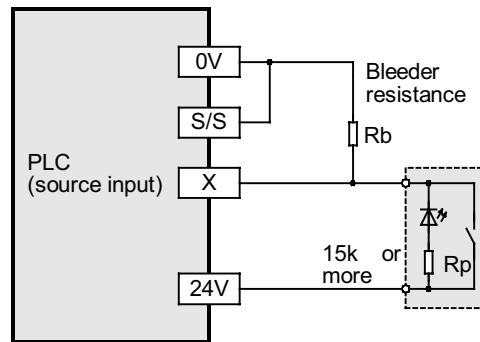 0V
Bleeder
resistance
S/S
Rb
PLC
(source input)
X
15k or
more
Rp
24V